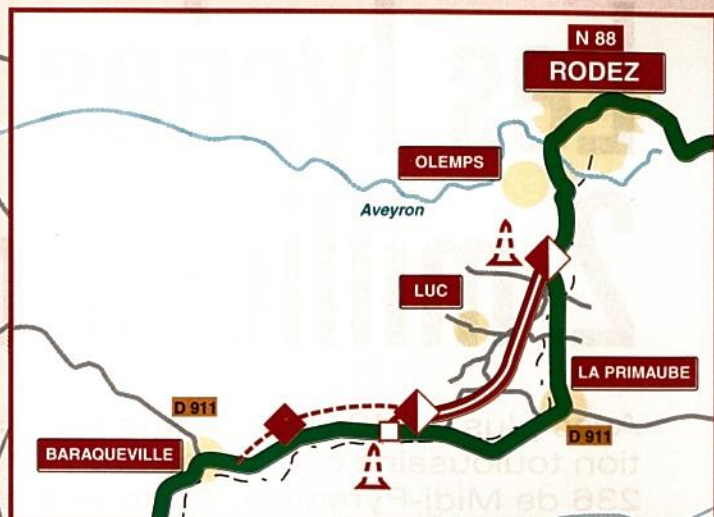 N 88
RODEZ
OLEMPS
Aveyron
LUC
LA PRIMAUBE
D 911
D 911
BARAQUEVILLE